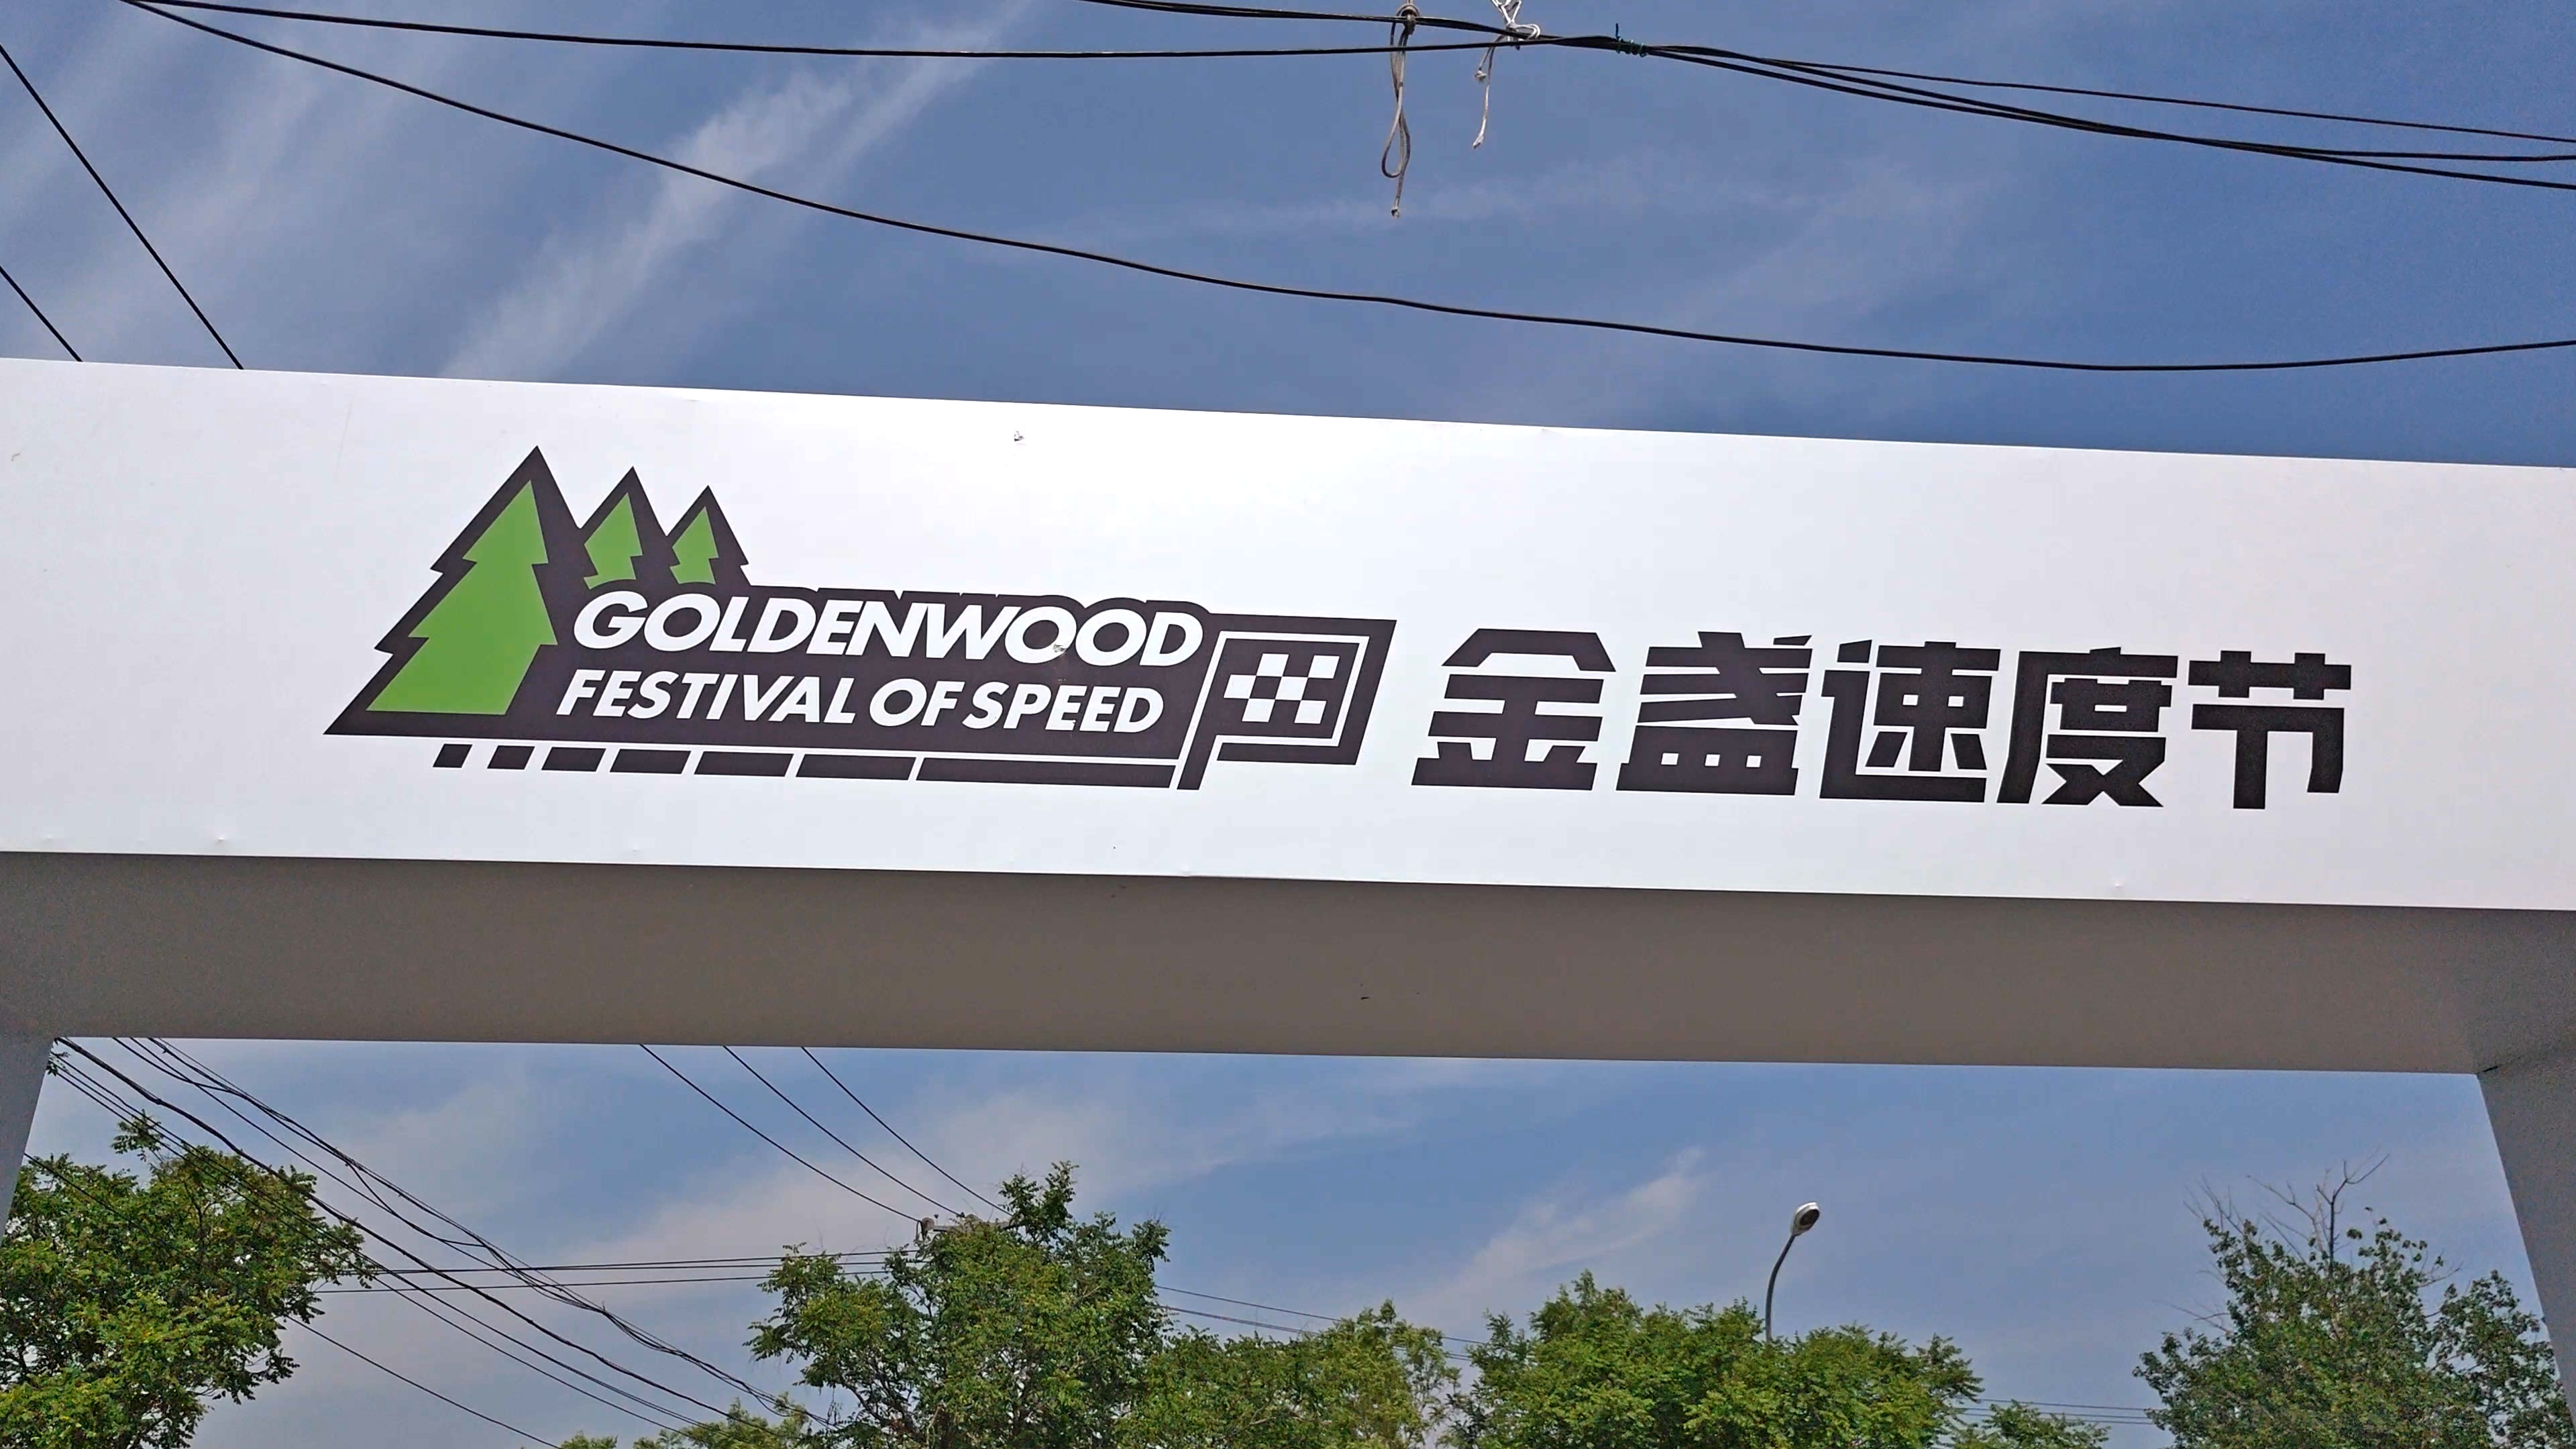 GOLDENWOOD
FESTIVAL OF SPEED
金盏速度节